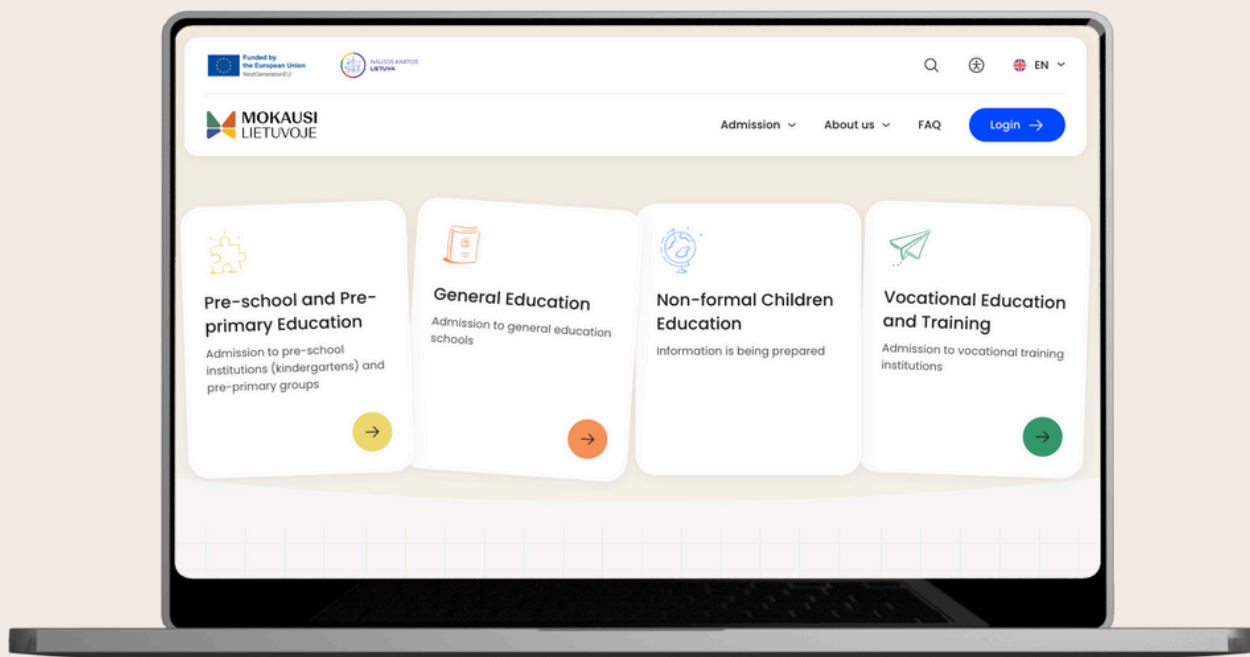 Funded by
the European Union
NextGenerationEU
NAUJOS KARTOS
LIETUVA
EN
MOKAUSI
LIETUVOJE
Admission
About us
FAQ
Login
Pre-school and Pre-
primary Education
Admission to pre-school
institutions (kindergartens) and
pre-primary groups
General Education
Admission to general education
schools
Non-formal Children
Education
Information is being prepared
Vocational Education
and Training
Admission to vocational training
institutions